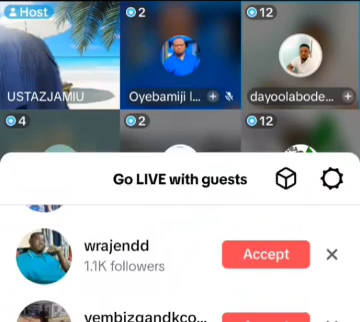 Host
2
12
USTAZJAMIU
Oyebamiji I...
dayoolabode...
4
2
12
Go LIVE with guests
wrajendd
1.1K followers
Accept
yembizgandkco...